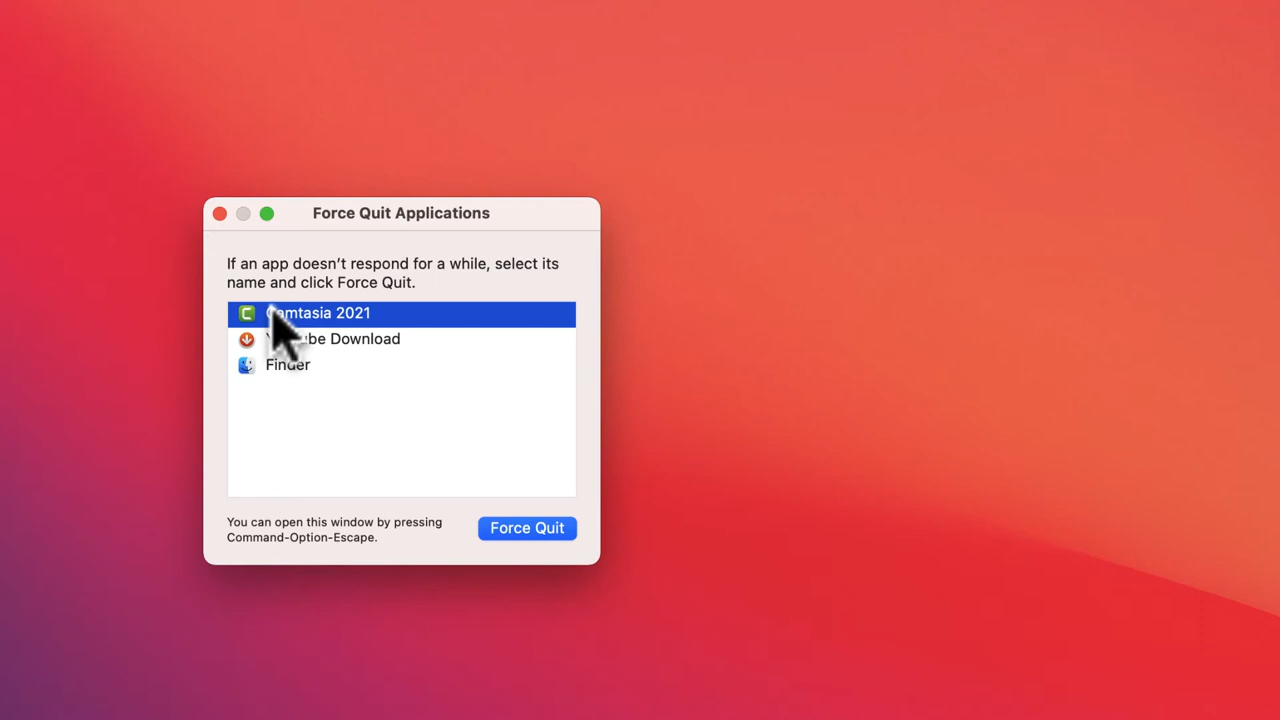 Force Quit Applications
If an app doesn't respond for a while, select its
name and click Force Quit.
Camtasia 2021
Youtube Download
Finder
You can open this window by pressing
Command-Option-Escape.
Force Quit